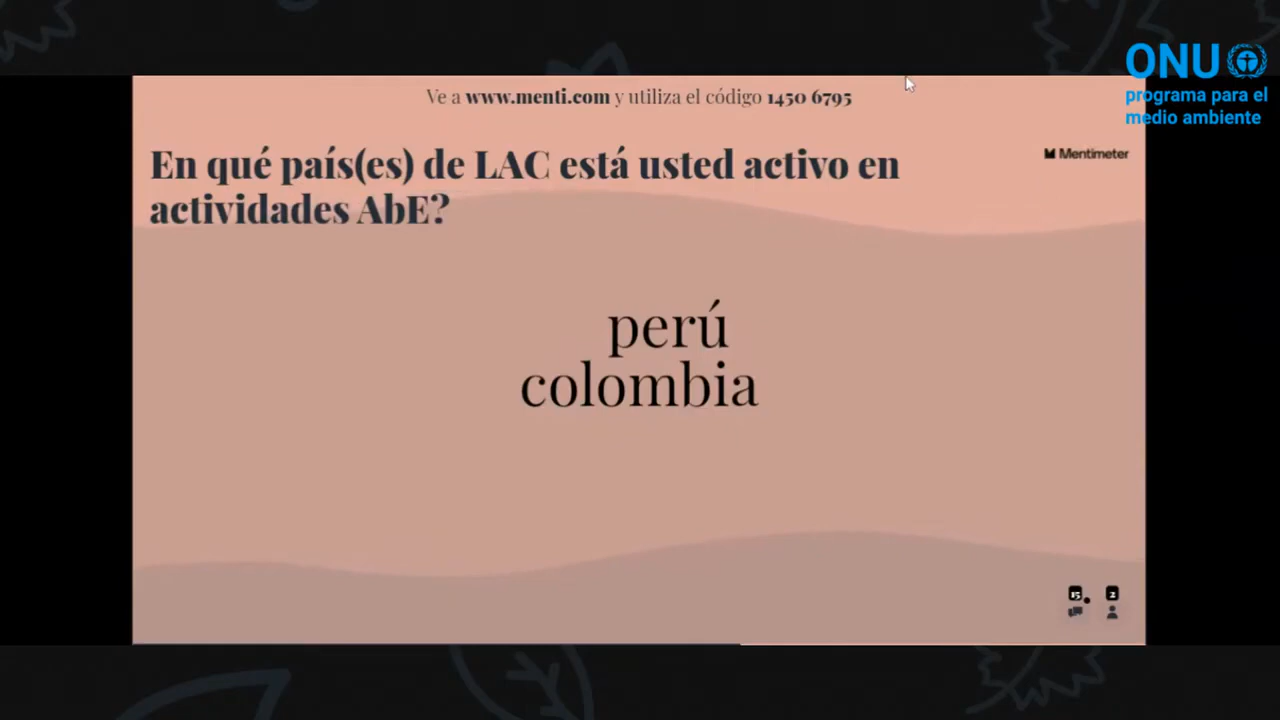 ONU
programa para el
medio ambiente
Ve a www.menti.com y utiliza el código 1450 6795
Mentimeter
En qué país(es) de LAC está usted activo en
actividades AbE?
perú
colombia
15 2